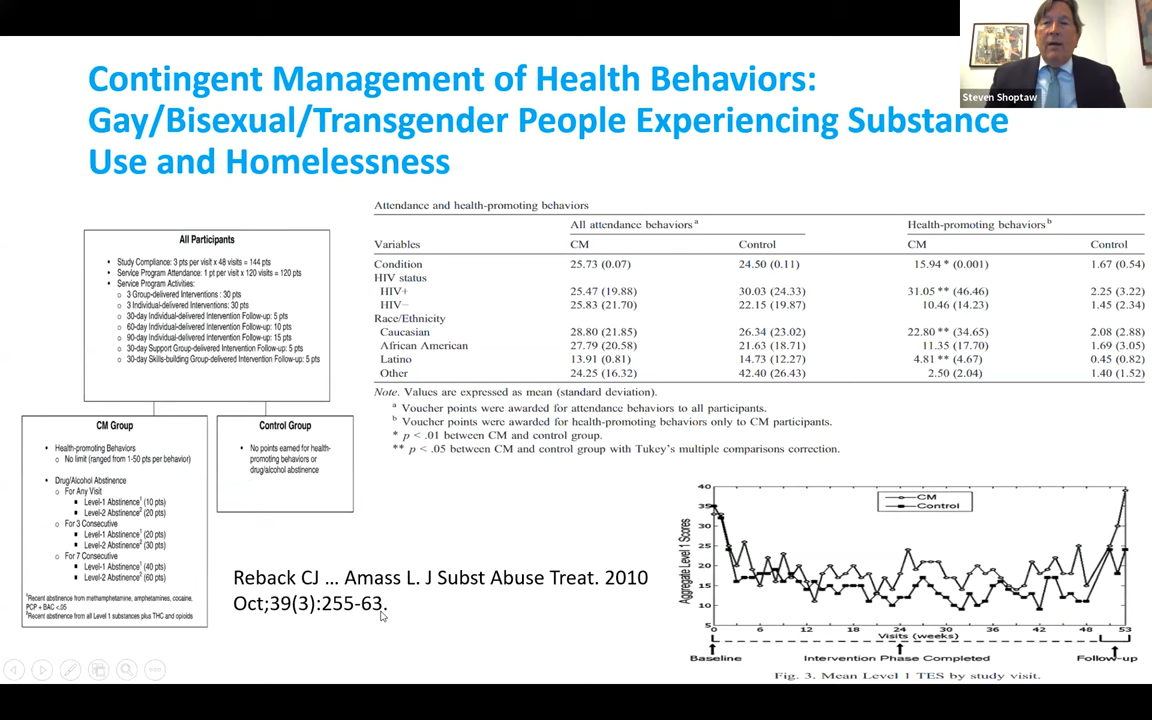 Steven Shoptaw
Contingent Management of Health Behaviors:
Gay/Bisexual/Transgender People Experiencing Substance
Use and Homelessness
All Participants
• Study Compliance: 3 pts per visit x 48 visits = 144 pts
• Service Program Attendance: 1 pt per visit x 120 visits = 120 pts
• Service Program Activities:
o 3 Group-delivered Interventions : 30 pts
o 3 Individual-delivered Interventions: 30 pts
o 30-day Individual-delivered Intervention Follow-up: 5 pts
o 60-day Individual-delivered Intervention Follow-up: 10 pts
o 90-day Individual-delivered Intervention Follow-up: 15 pts
o 30-day Support Group-delivered Intervention Follow-up: 5 pts
o 30-day Skills-building Group-delivered Intervention Follow-up: 5 pts
CM Group
• Health-promoting Behaviors
o No limit (ranged from 1-50 pts per behavior)
• Drug/Alcohol Abstinence
o For Any Visit
■ Level-1 Abstinence¹ (10 pts)
■ Level-2 Abstinence² (20 pts)
o For 3 Consecutive
■ Level-1 Abstinence¹ (20 pts)
■ Level-2 Abstinence² (30 pts)
o For 7 Consecutive
■ Level-1 Abstinence¹ (40 pts)
■ Level-2 Abstinence² (60 pts)
¹Recent abstinence from methamphetamine, amphetamines, cocaine,
PCP + BAC <.05
²Recent abstinence from all Level 1 substances plus THC and opioids
Control Group
• No points earned for health-
promoting behaviors or
drug/alcohol abstinence
Attendance and health-promoting behaviors
All attendance behaviors a Health-promoting behaviors b
Variables CM Control CM Control
Condition 25.73 (0.07) 24.50 (0.11) 15.94 * (0.001) 1.67 (0.54)
HIV status
HIV+ 25.47 (19.88) 30.03 (24.33) 31.05 ** (46.46) 2.25 (3.22)
HIV− 25.83 (21.70) 22.15 (19.87) 10.46 (14.23) 1.45 (2.34)
Race/Ethnicity
Caucasian 28.80 (21.85) 26.34 (23.02) 22.80 ** (34.65) 2.08 (2.88)
African American 27.79 (20.58) 21.63 (18.71) 11.35 (17.70) 1.69 (3.05)
Latino 13.91 (0.81) 14.73 (12.27) 4.81 ** (4.67) 0.45 (0.82)
Other 24.25 (16.32) 42.40 (26.43) 2.50 (2.04) 1.40 (1.52)
Note. Values are expressed as mean (standard deviation).
a Voucher points were awarded for attendance behaviors to all participants.
b Voucher points were awarded for health-promoting behaviors only to CM participants.
* p < .01 between CM and control group.
** p < .05 between CM and control group with Tukey's multiple comparisons correction.
Reback CJ … Amass L. J Subst Abuse Treat. 2010
Oct;39(3):255-63.
Aggregate Level 1 Scores
40
35
30
25
20
15
10
5
CM
Control
0 6 12 18 24 30 36 42 48 53
Visits (weeks)
Baseline Intervention Phase Completed Follow-up
Fig. 3. Mean Level 1 TES by study visit.